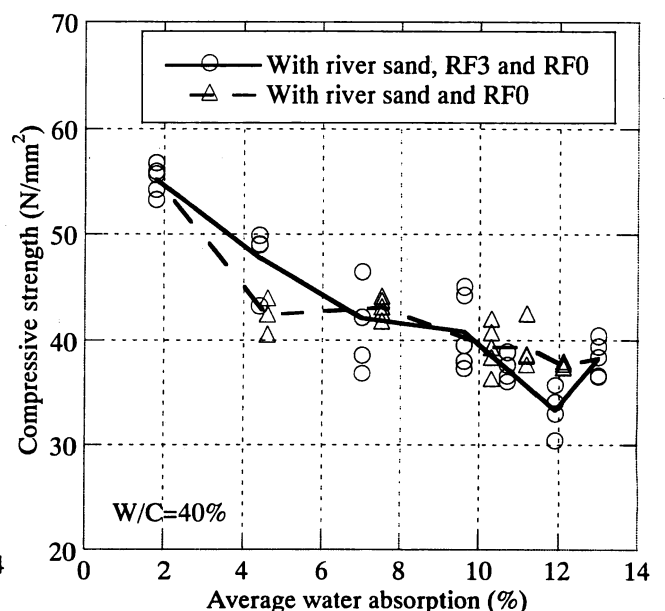 70
With river sand, RF3 and RF0
With river sand and RF0
60
50
40
30
20
Compressive strength (N/mm²)
W/C=40%
4
0 2 4 6 8 10 12 14
Average water absorption (%)